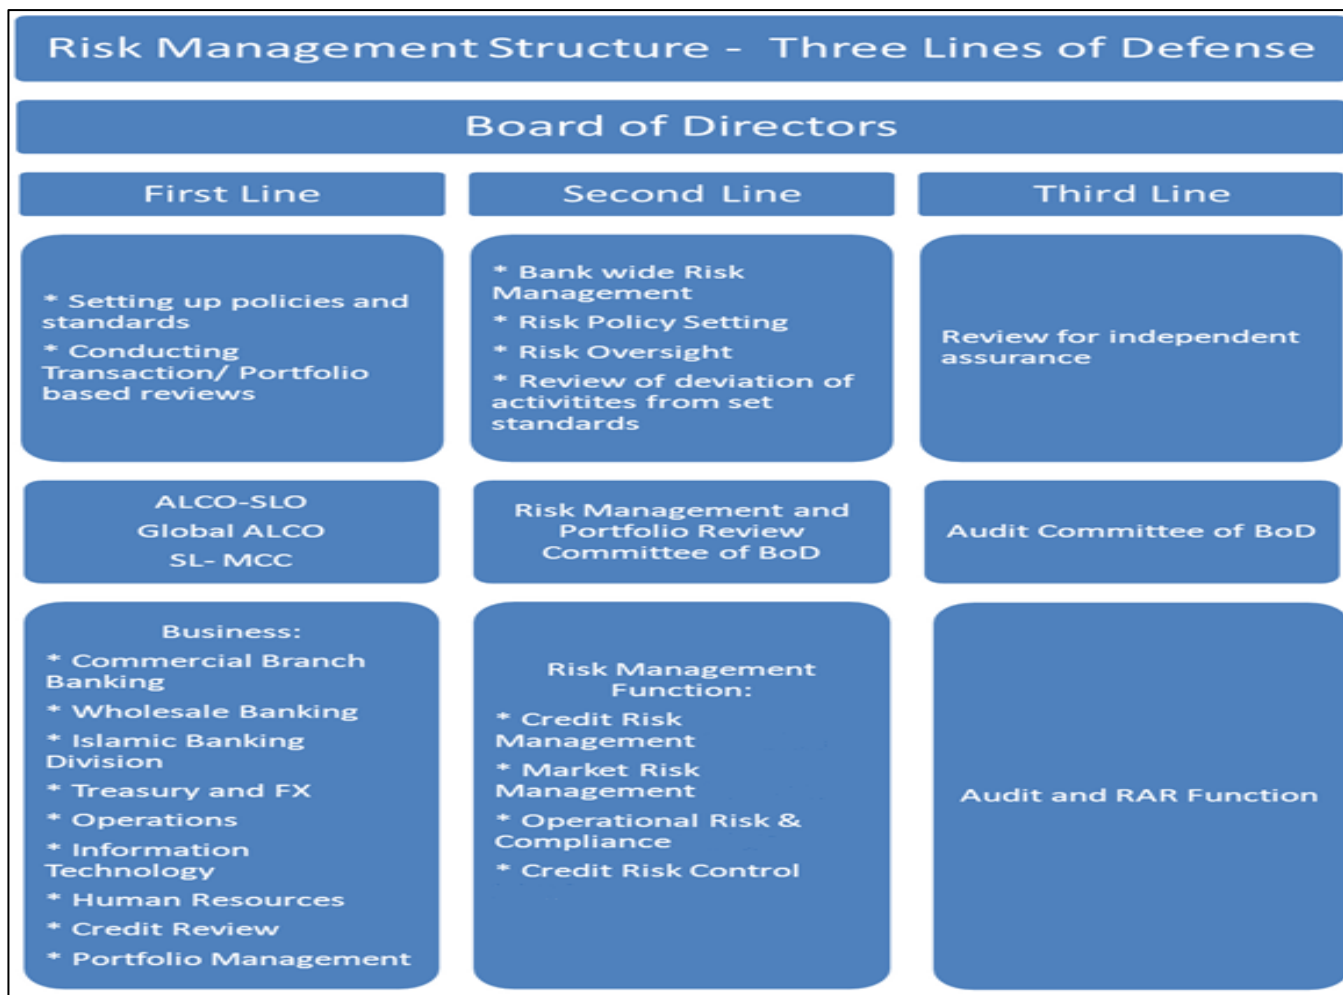 Risk Management Structure - Three Lines of Defense
Board of Directors
First Line
* Setting up policies and
standards
* Conducting
Transaction/ Portfolio
based reviews
ALCO-SLO
Global ALCO
SL- MCC
Business:
* Commercial Branch
Banking
* Wholesale Banking
* Islamic Banking
Division
* Treasury and FX
* Operations
* Information
Technology
* Human Resources
* Credit Review
* Portfolio Management
Second Line
* Bank wide Risk
Management
* Risk Policy Setting
* Risk Oversight
* Review of deviation of
activitites from set
standards
Risk Management and
Portfolio Review
Committee of BoD
Risk Management
Function:
* Credit Risk
Management
* Market Risk
Management
* Operational Risk &
Compliance
* Credit Risk Control
Third Line
Review for independent
assurance
Audit Committee of BoD
Audit and RAR Function